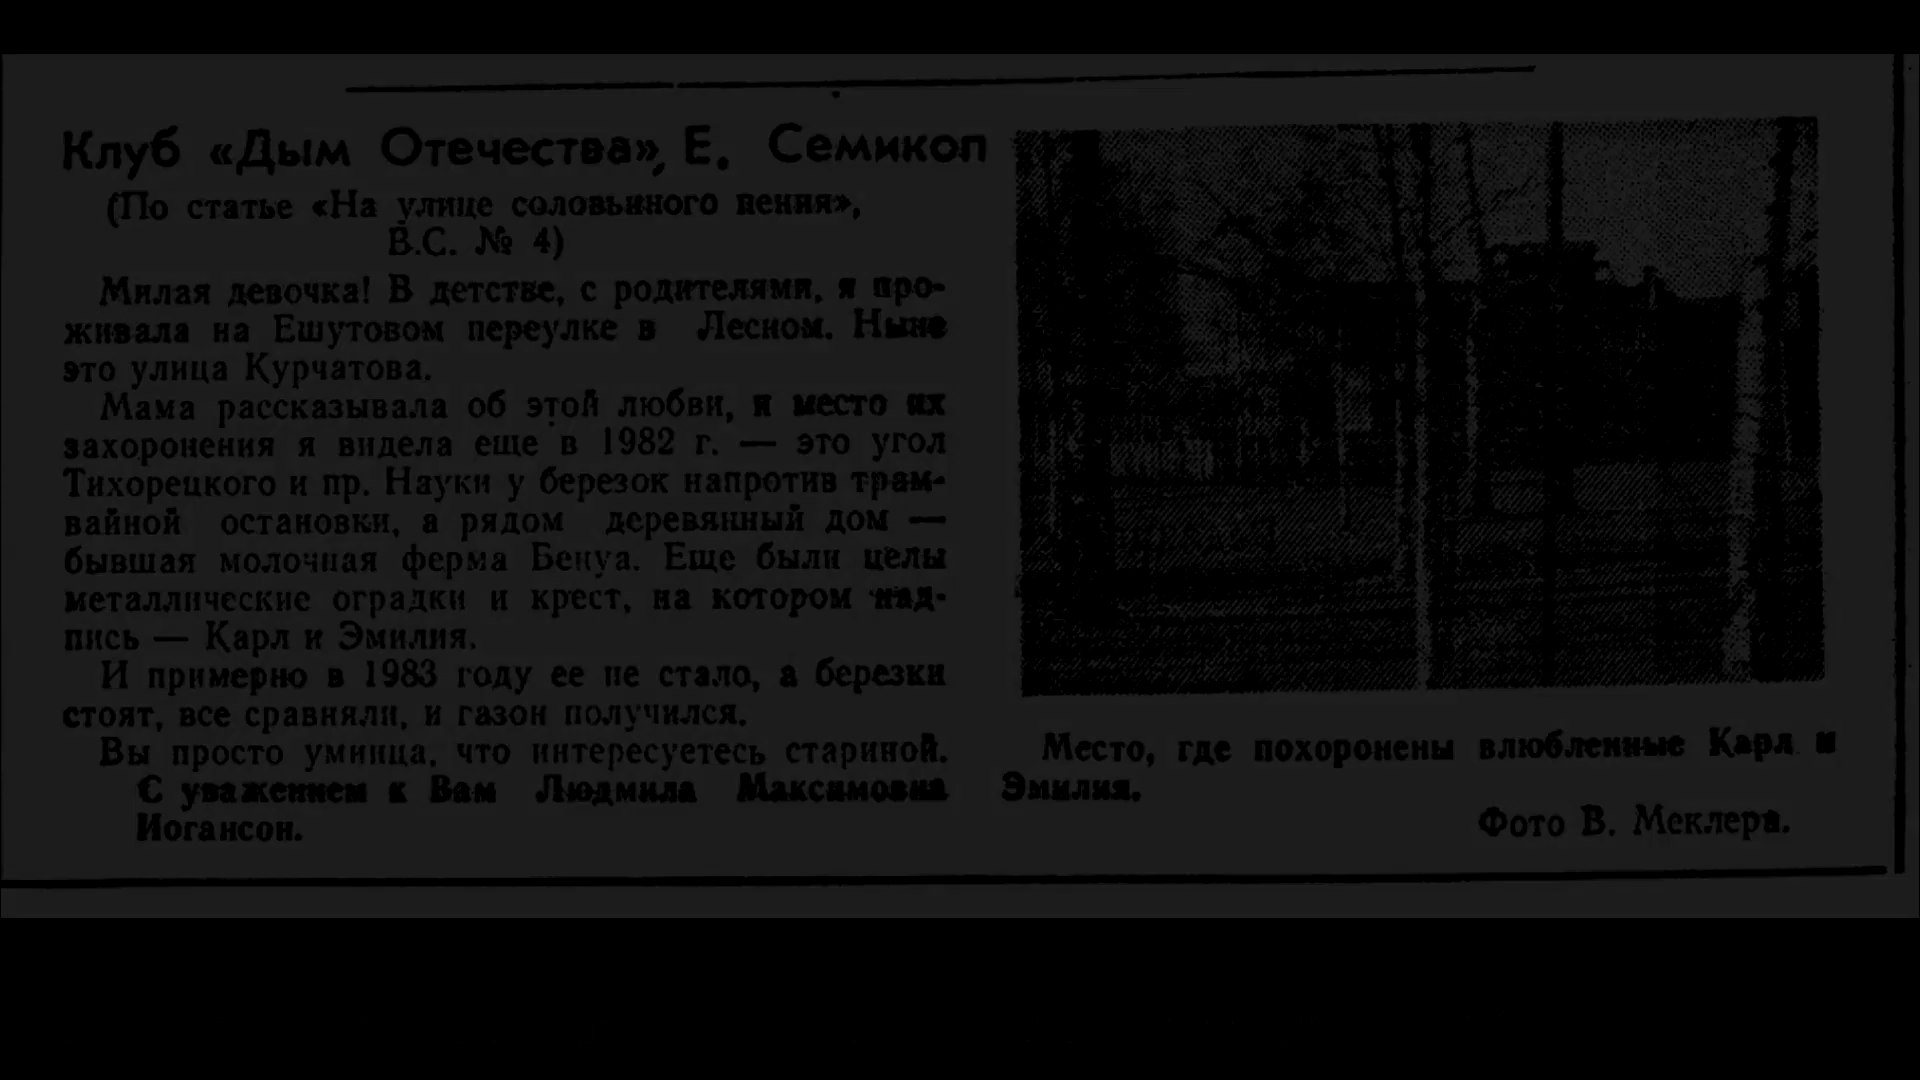 Клуб «Дым Отечества», Е. Семикоп
(По статье «На улице соловьиного пения»,
В.С. № 4)
Милая девочка! В детстве, с родителями, я про-
живала на Ешутовом переулке в Лесном. Ныне
это улица Курчатова.
Мама рассказывала об этой любви, и место их
захоронения я видела еще в 1982 г. — это угол
Тихорецкого и пр. Науки у березок напротив трам-
вайной остановки, а рядом деревянный дом —
бывшая молочная ферма Бенуа. Еще были целы
металлические оградки и крест, на котором над-
пись — Карл и Эмилия.
И примерно в 1983 году ее не стало, а березки
стоят, все сравняли, и газон получился.
Вы просто умница, что интересуетесь стариной.
С уважением к Вам Людмила Максимовна
Иогансон.
Место, где похоронены влюбленные Карл и
Эмилия.
Фото В. Меклера.